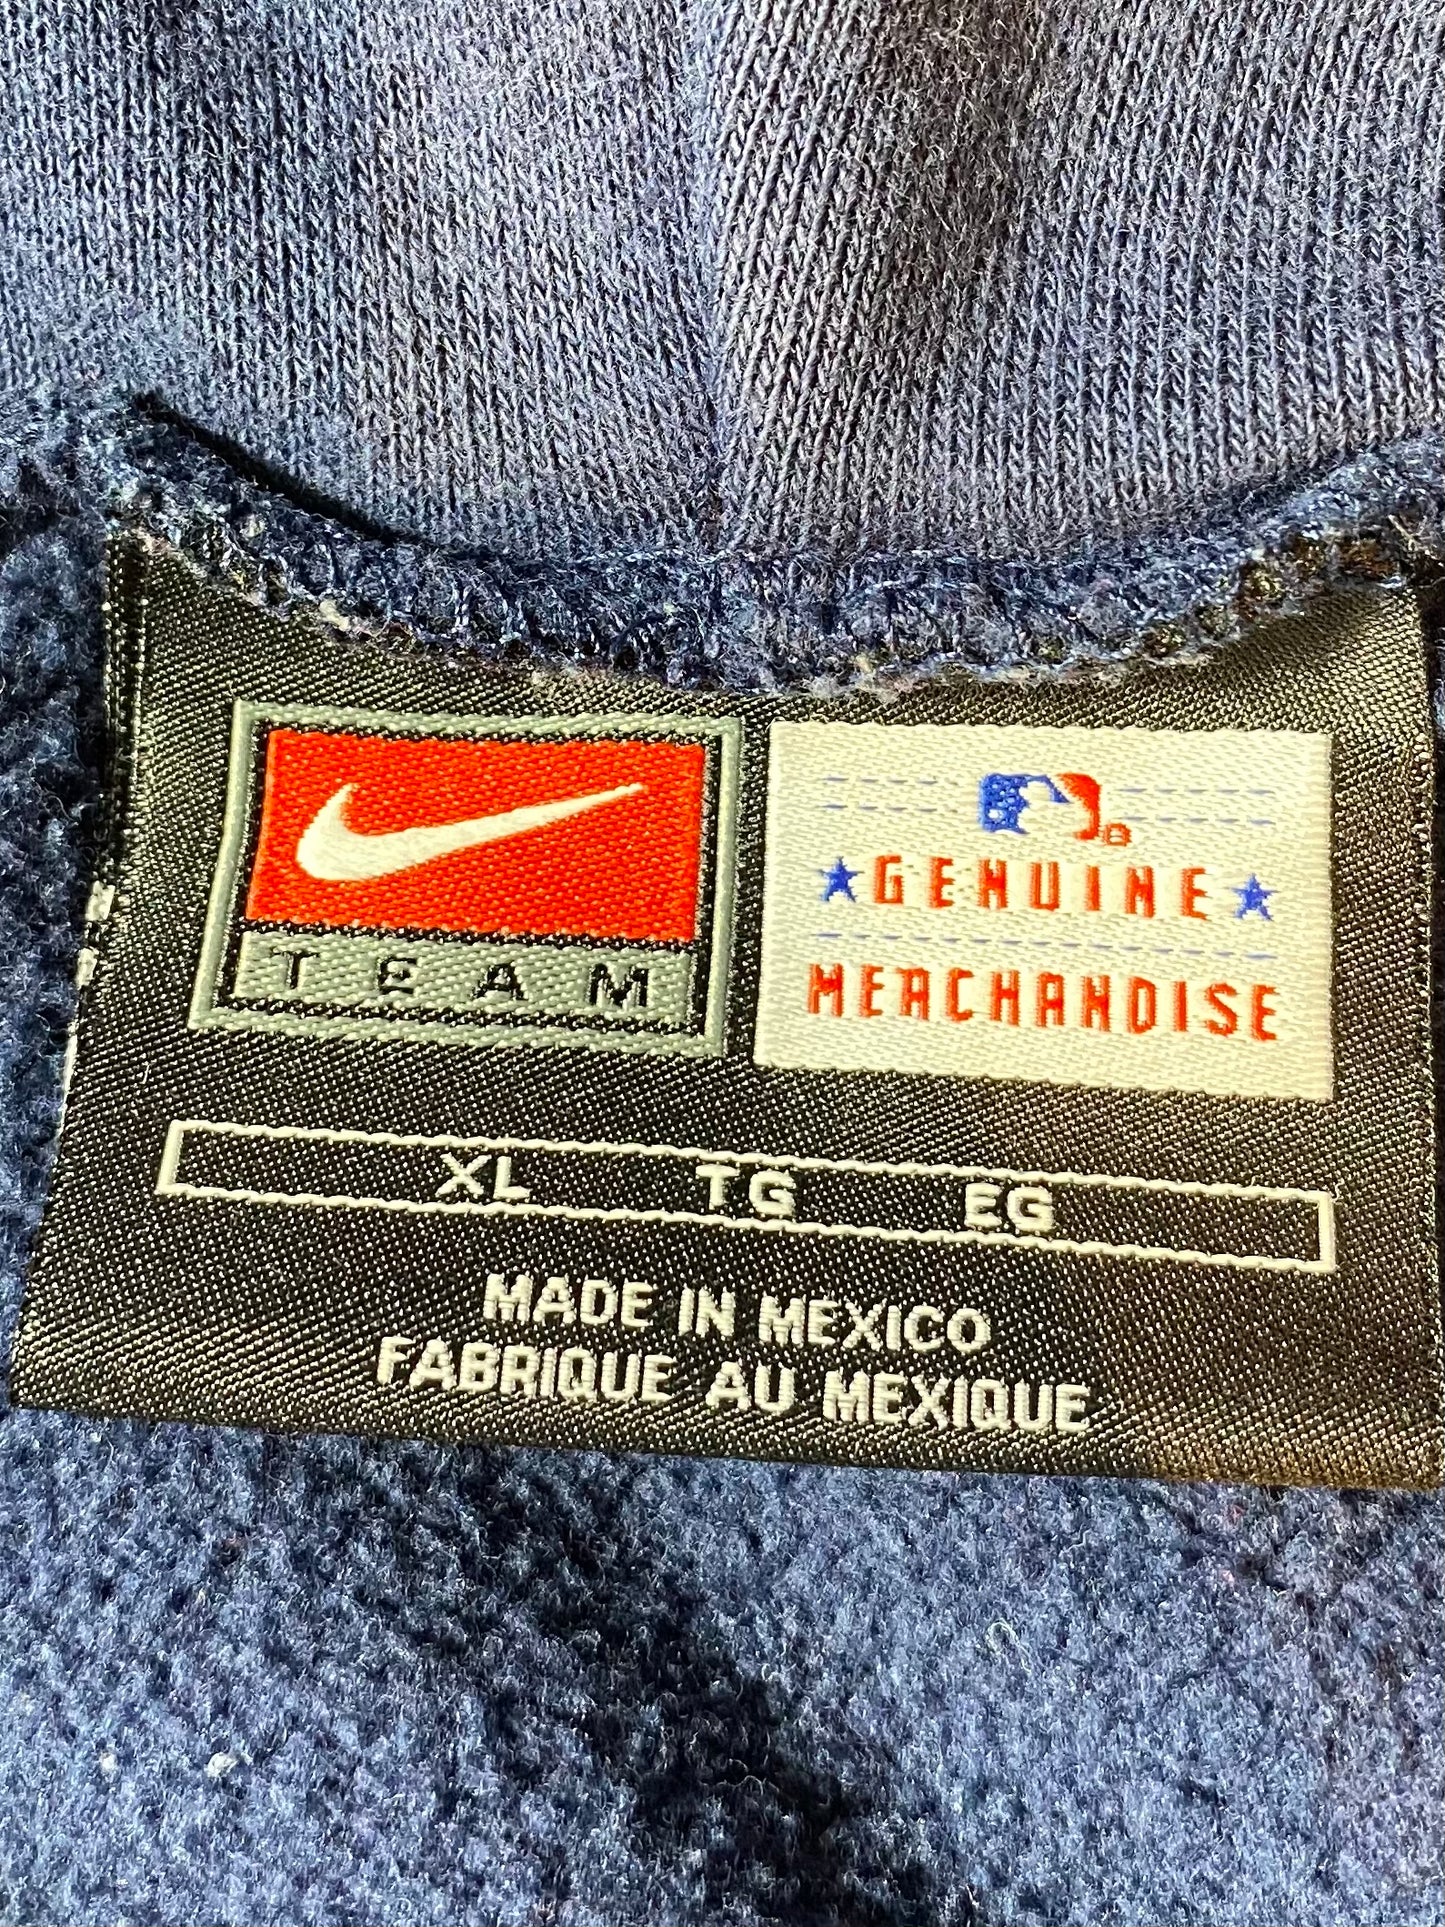 TEAM
®
GENUINE
MERCHANDISE
XL TG EG
MADE IN MEXICO
FABRIQUE AU MEXIQUE